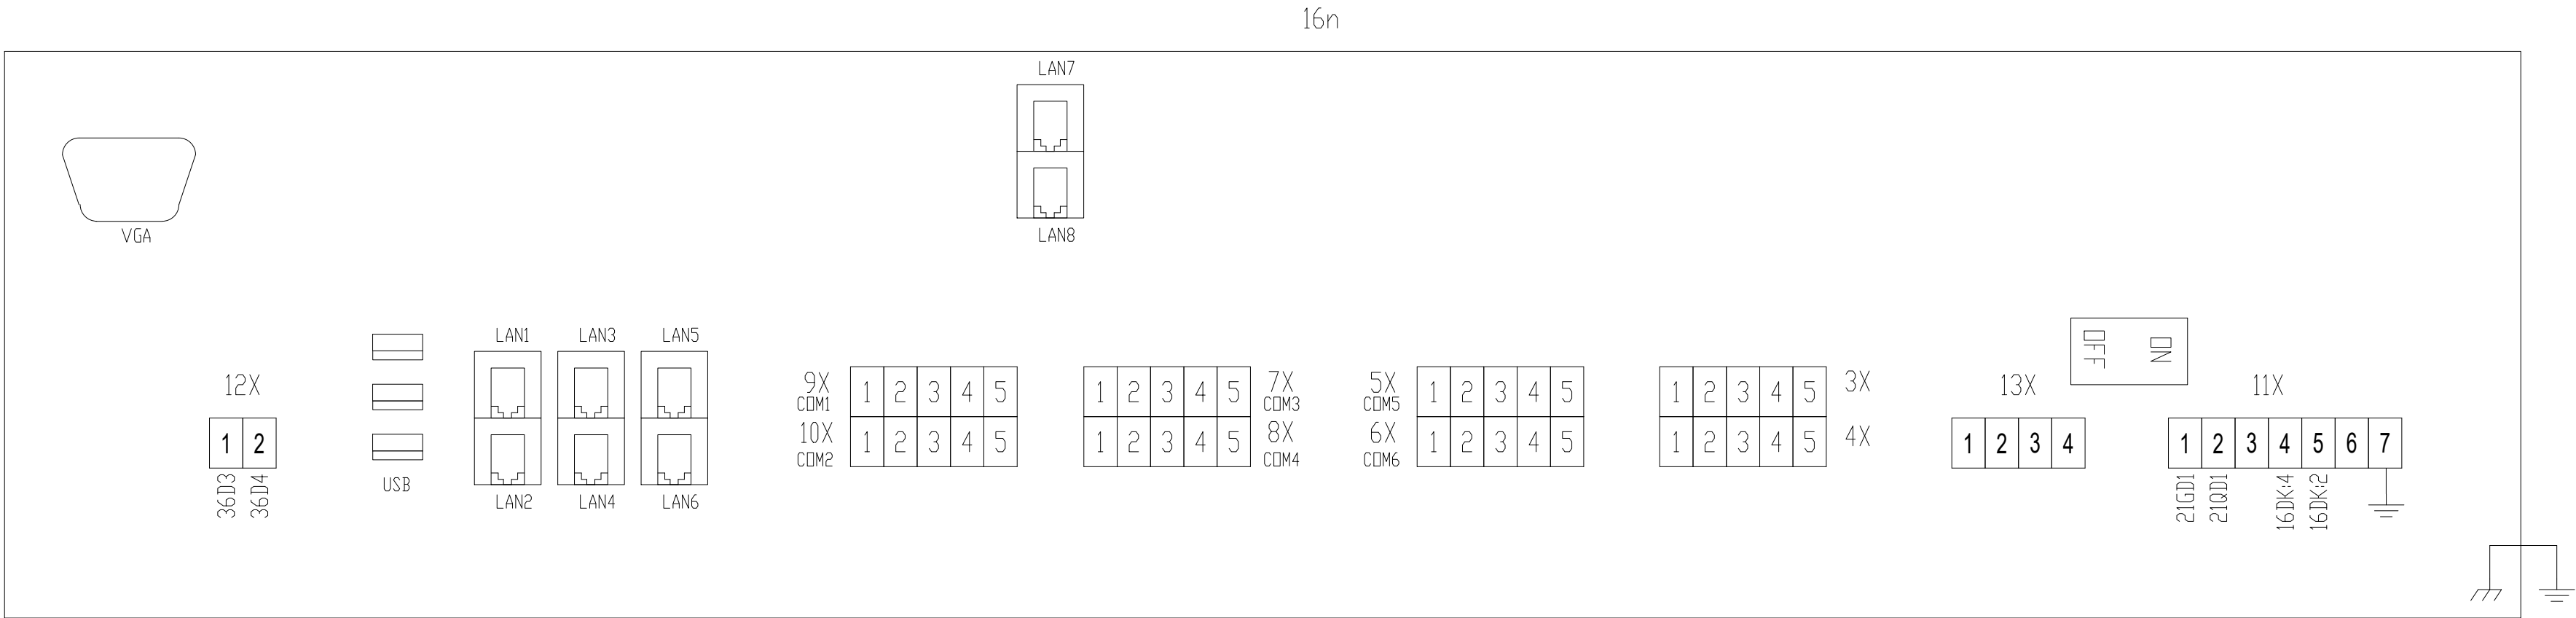 16n
LAN7
LAN8
VGA
LAN1 LAN3 LAN5
OFF ON
12X
9X 1 2 3 4 5 1 2 3 4 5 7X 5X 1 2 3 4 5 1 2 3 4 5 3X
COM1 COM3 COM5
13X 11X
10X 1 2 3 4 5 1 2 3 4 5 8X 6X 1 2 3 4 5 1 2 3 4 5 4X
COM2 COM4 COM6
1 2
1 2 3 4
1 2 3 4 5 6 7
36D3 36D4
USB
LAN2 LAN4 LAN6
21GD1 21QD1 16DK:4 16DK:2